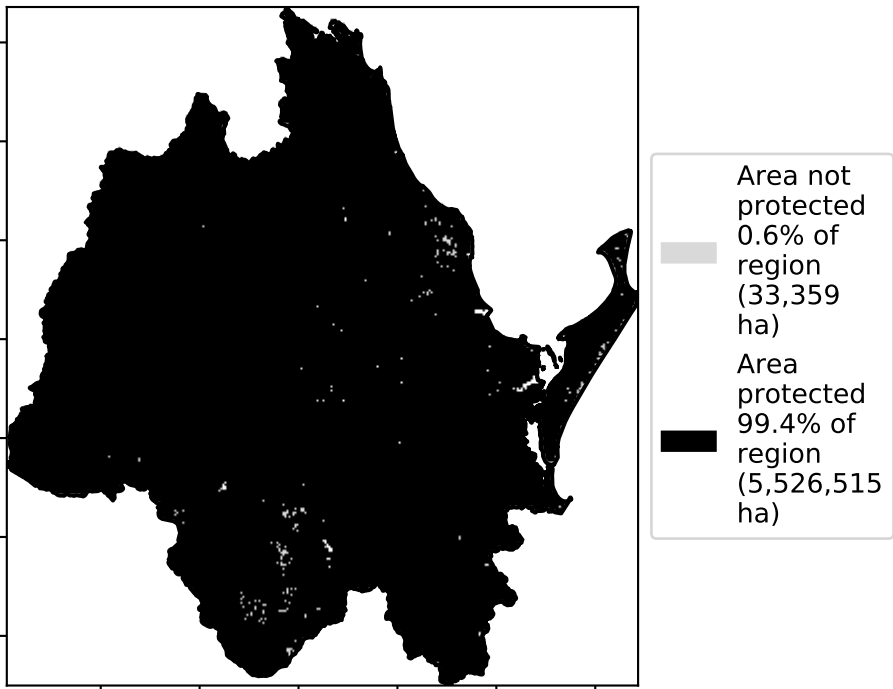 Area not
protected
0.6% of
region
(33,359
ha)
Area
protected
99.4% of
region
(5,526,515
ha)